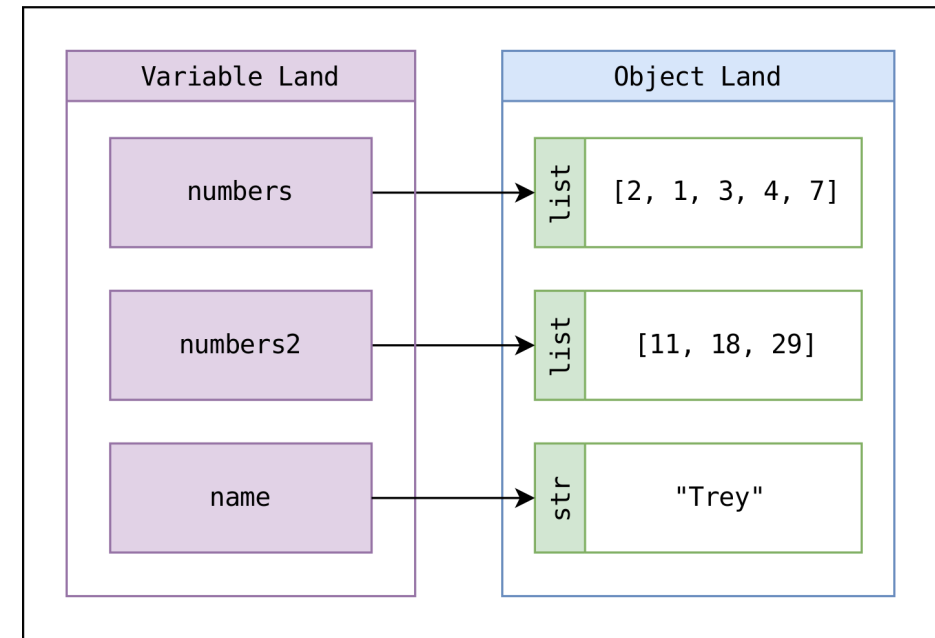 Variable Land
Object Land
numbers
list
[2, 1, 3, 4, 7]
numbers2
list
[11, 18, 29]
name
str
"Trey"